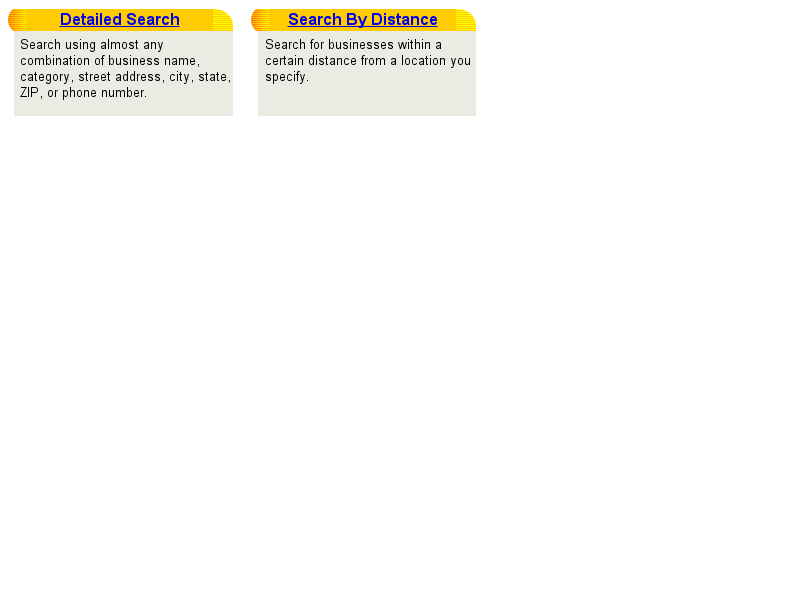 Detailed Search
Search using almost any
combination of business name,
category, street address, city, state,
ZIP, or phone number.
Search By Distance
Search for businesses within a
certain distance from a location you
specify.